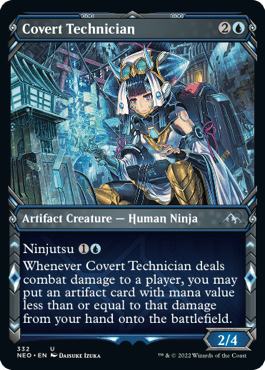 Covert Technician 2
Artifact Creature — Human Ninja
Ninjutsu 1
Whenever Covert Technician deals
combat damage to a player, you may
put an artifact card with mana value
less than or equal to that damage
from your hand onto the battlefield.
2/4
332 U
NEO • EN DAISUKE IZUKA
™ & © 2022 Wizards of the Coast